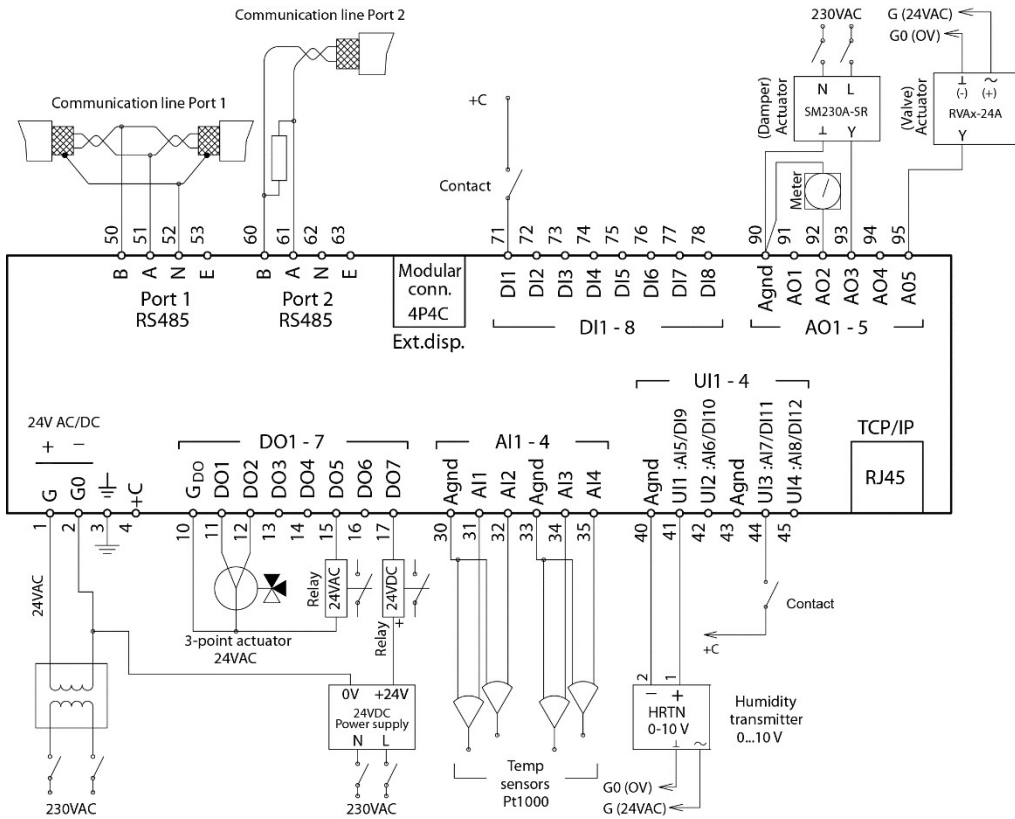 Communication line Port 2
Communication line Port 1
230VAC
G (24VAC)
G0 (OV)
+C
Contact
N L
SM230A-SR
⊥ Y
(Damper)
Actuator
Meter
(Valve)
Actuator
⊥ ~
(-) (+)
RVAx-24A
Y
50 51 52 53 60 61 62 63 71 72 73 74 75 76 77 78 90 91 92 93 94 95
B A N E B A N E DI1 DI2 DI3 DI4 DI5 DI6 DI7 DI8 Agnd AO1 AO2 AO3 AO4 A05
Port 1
RS485
Port 2
RS485
Modular
conn.
4P4C
Ext.disp.
DI1 - 8
AO1 - 5
UI1 - 4
24V AC/DC
+ −
DO1 - 7
AI1 - 4
TCP/IP
RJ45
G G0 +C GDO DO1 DO2 DO3 DO4 DO5 DO6 DO7 Agnd AI1 AI2 Agnd AI3 AI4 Agnd UI1 :AI5/DI9 UI2 :AI6/DI10 Agnd UI3 :AI7/DI11 UI4 :AI8/DI12
1 2 3 4 10 11 12 13 14 15 16 17 30 31 32 33 34 35 40 41 42 43 44 45
24VAC
3-point actuator
24VAC
Relay
24VAC
Relay
24VDC
+
Contact
+C
0V +24V
24VDC
Power supply
N L
230VAC
230VAC
Temp
sensors
Pt1000
2 1
− +
HRTN
0-10 V
⊥ ~
Humidity
transmitter
0...10 V
G0 (OV)
G (24VAC)